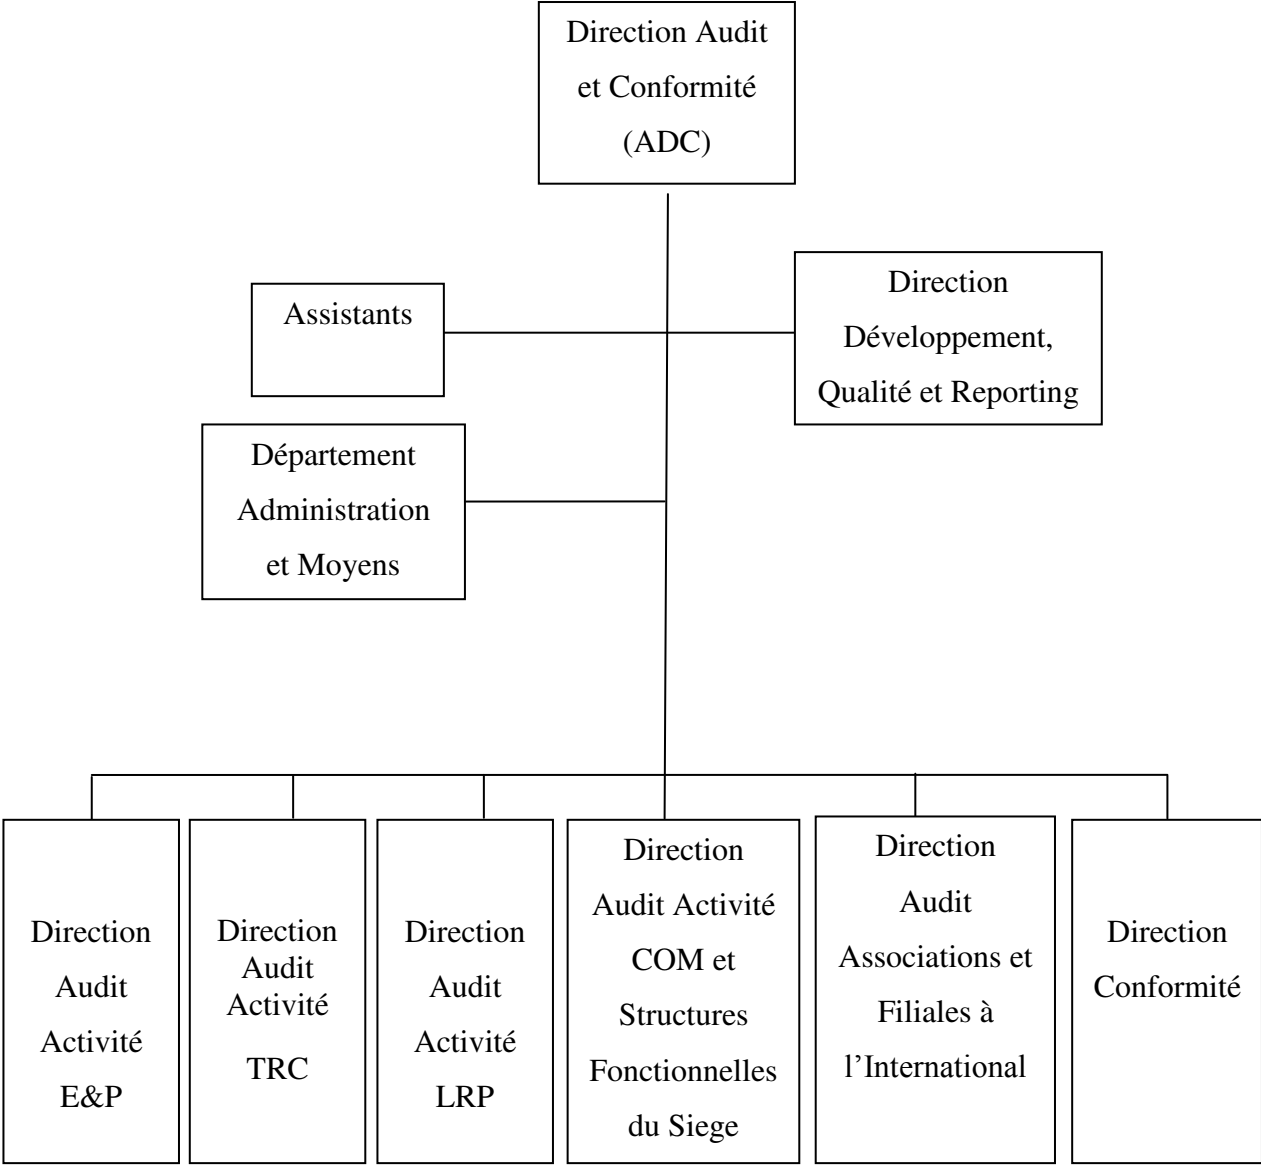 Direction Audit
et Conformité
(ADC)
Assistants
Direction
Développement,
Qualité et Reporting
Département
Administration
et Moyens
Direction
Audit
Activité
E&P
Direction
Audit
Activité
TRC
Direction
Audit
Activité
LRP
Direction
Audit Activité
COM et
Structures
Fonctionnelles
du Siege
Direction
Audit
Associations et
Filiales à
l’International
Direction
Conformité